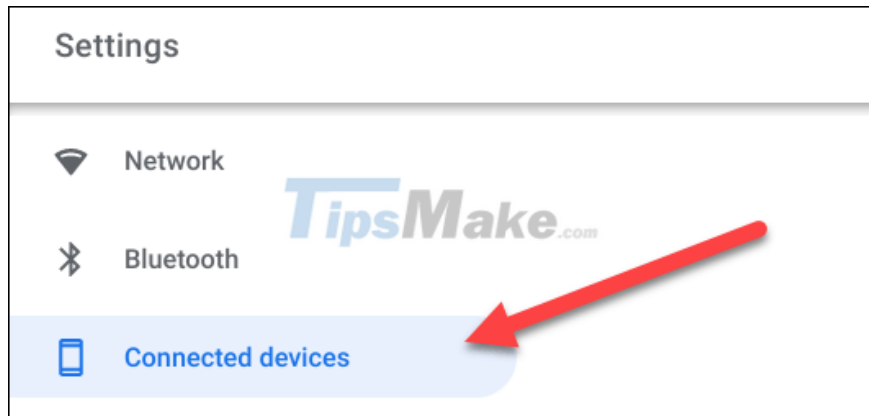 Settings
Network
TipsMake.com
Bluetooth
Connected devices